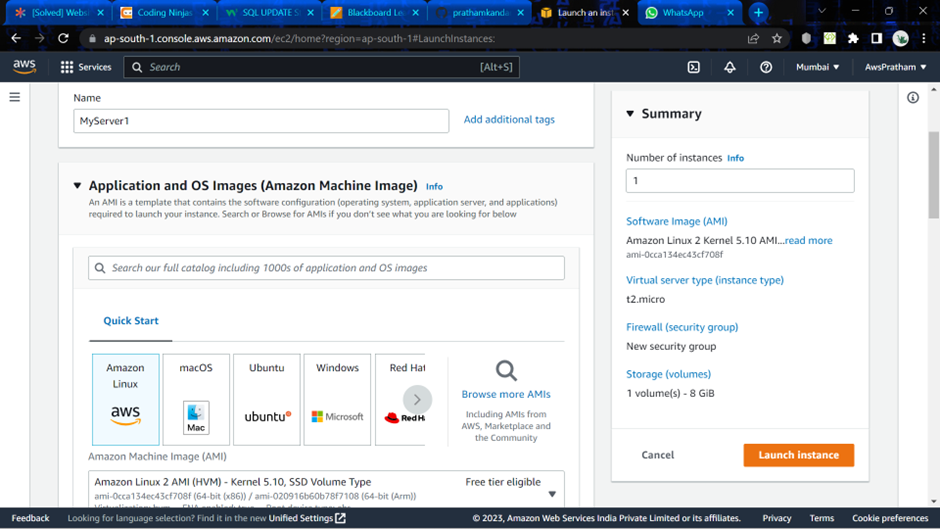 {Solved} Webs
Coding Ninjas
SQL UPDATE S
Blackboard Le
prathamkanda
Launch an inst
WhatsApp
ap-south-1.console.aws.amazon.com/ec2/home?region=ap-south-1#LaunchInstances:
aws
Services
Search
[Alt+S]
Mumbai
AwsPratham
Name
MyServer1
Add additional tags
Application and OS Images (Amazon Machine Image) Info
An AMI is a template that contains the software configuration (operating system, application server, and applications)
required to launch your instance. Search or Browse for AMIs if you don't see what you are looking for below
Search our full catalog including 1000s of application and OS images
Quick Start
Amazon
Linux
aws
macOS
Mac
Ubuntu
ubuntu
Windows
Microsoft
Red Hat
Red H
Browse more AMIs
Including AMIs from
AWS, Marketplace and
the Community
Amazon Machine Image (AMI)
Amazon Linux 2 AMI (HVM) - Kernel 5.10, SSD Volume Type
Free tier eligible
ami-0cca134ec43cf708f (64-bit (x86)) / ami-020916b60b78f7108 (64-bit (Arm))
Summary
Number of instances Info
1
Software Image (AMI)
Amazon Linux 2 Kernel 5.10 AMI...read more
ami-0cca134ec43cf708f
Virtual server type (instance type)
t2.micro
Firewall (security group)
New security group
Storage (volumes)
1 volume(s) - 8 GiB
Cancel
Launch instance
Feedback
Looking for language selection? Find it in the new Unified Settings
© 2023, Amazon Web Services India Private Limited or its affiliates.
Privacy
Terms
Cookie preferences